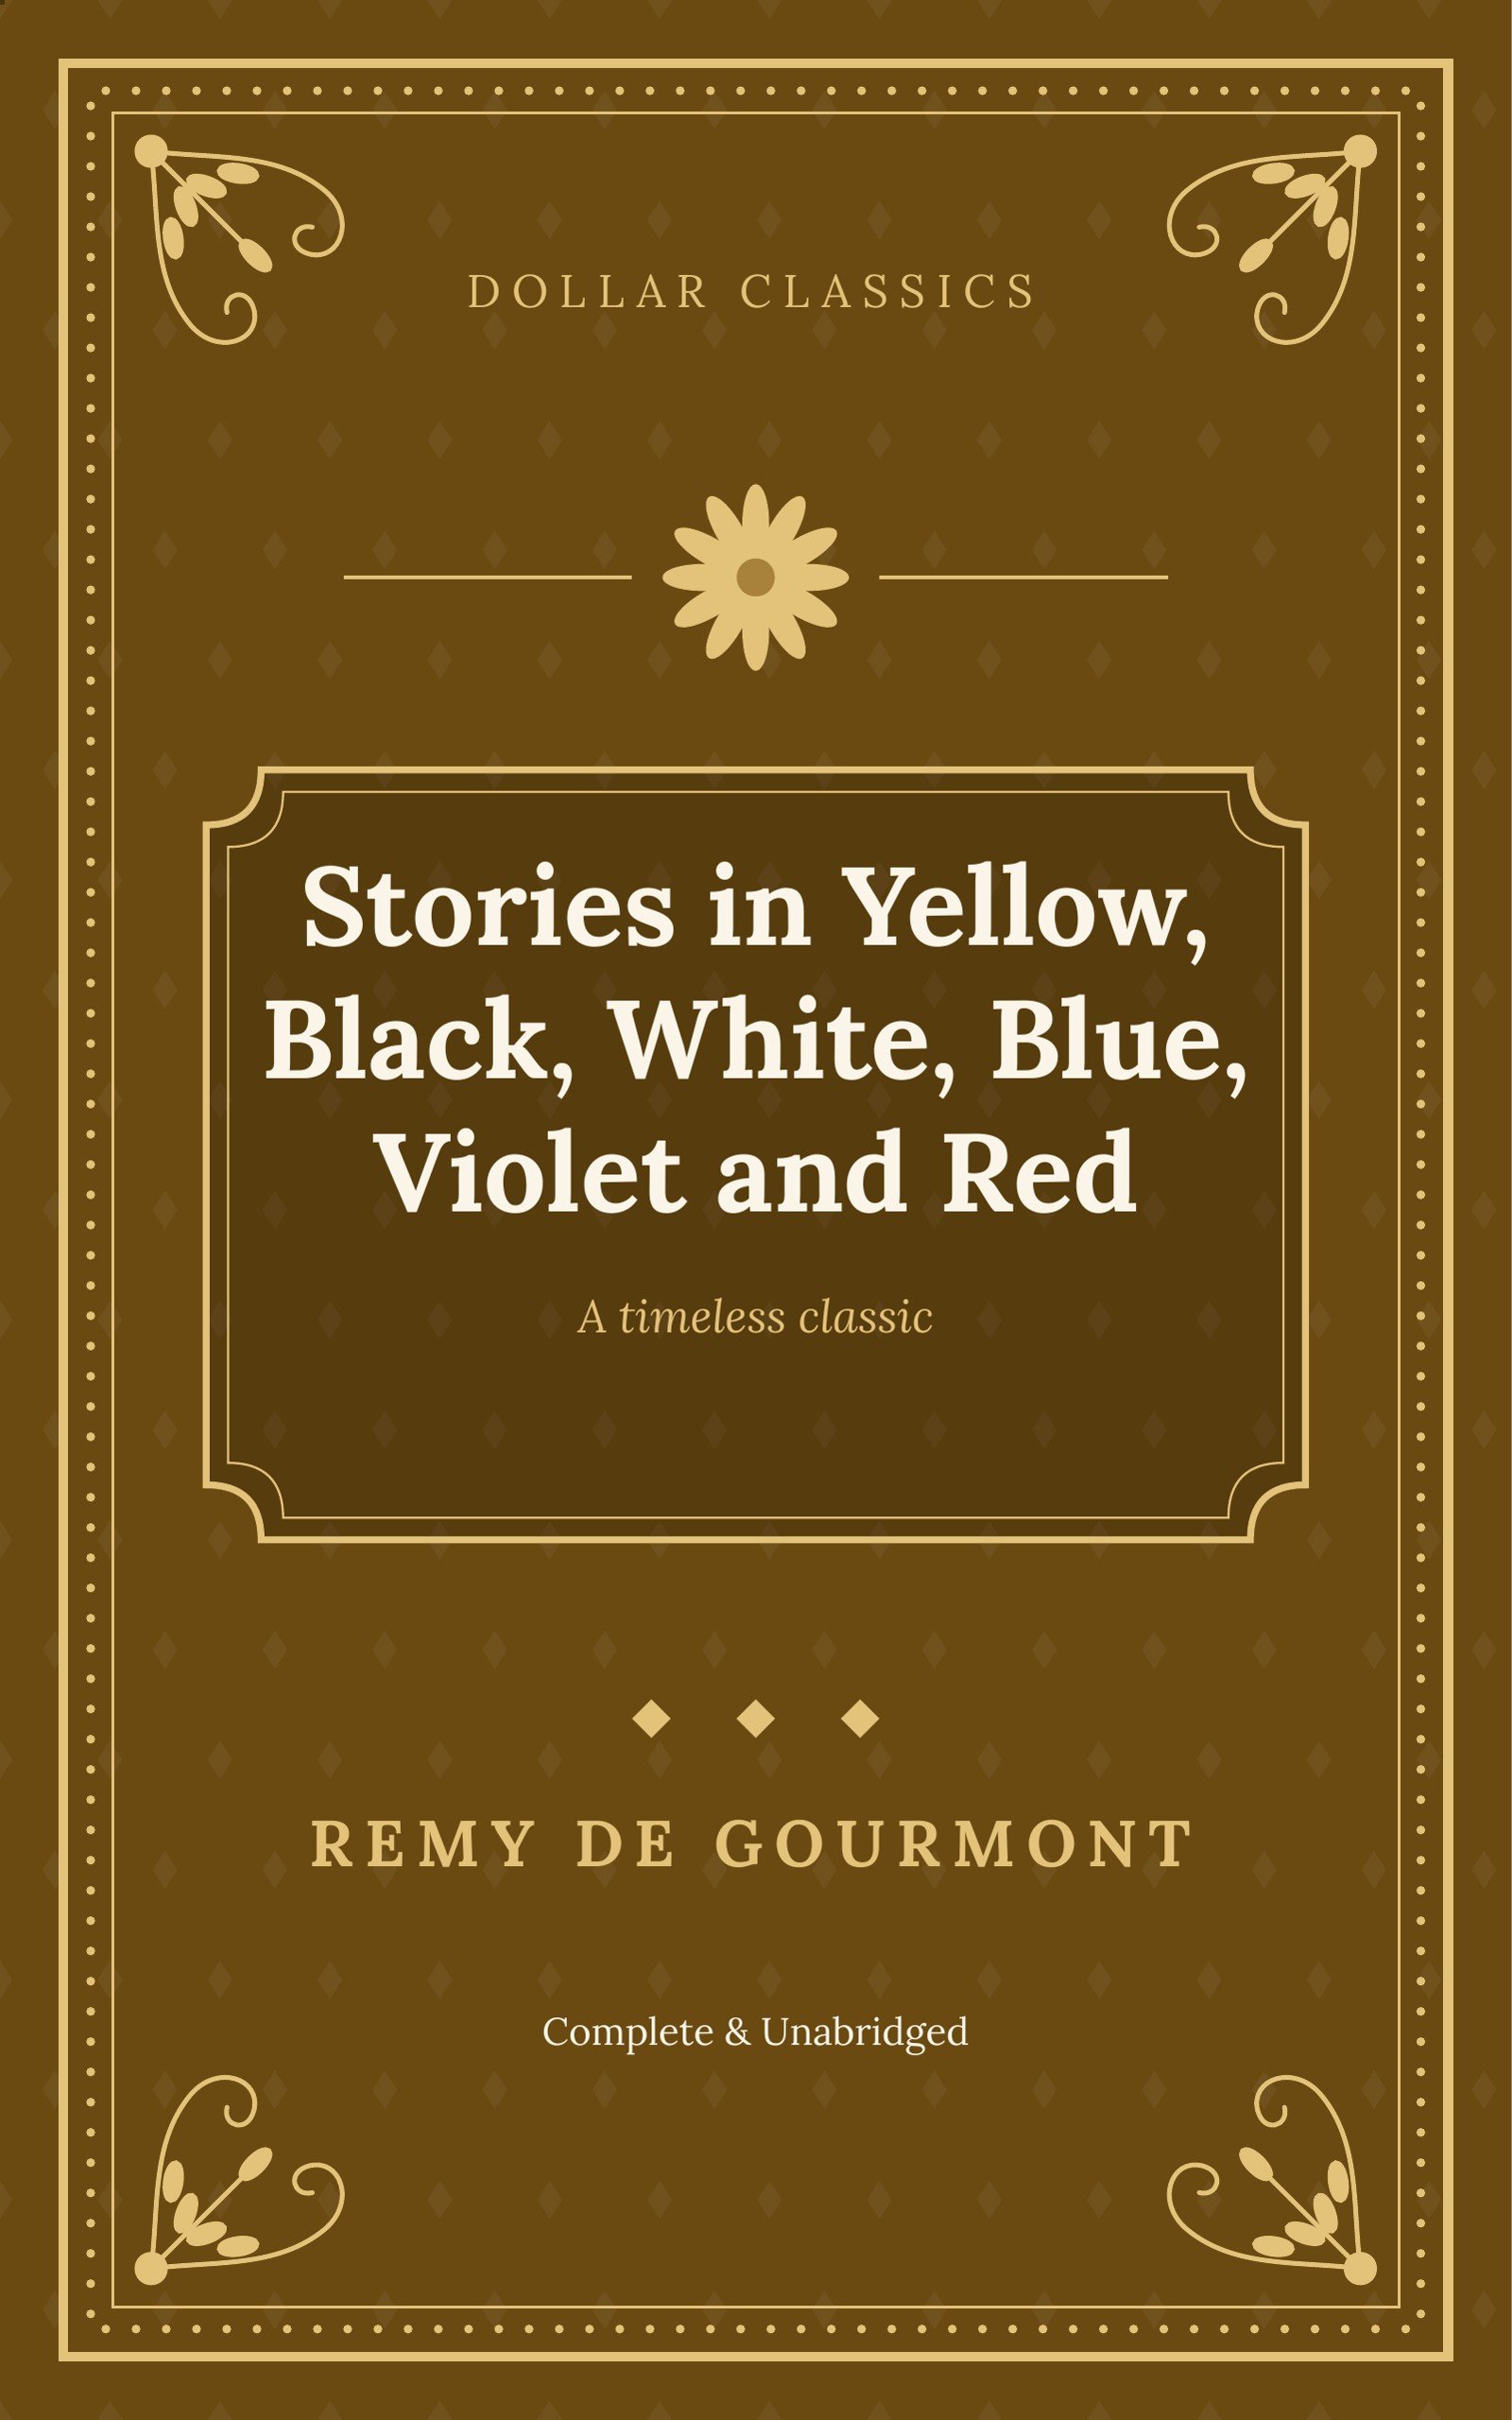 DOLLAR CLASSICS
Stories in Yellow,
Black, White, Blue,
Violet and Red
A timeless classic
REMY DE GOURMONT
Complete & Unabridged